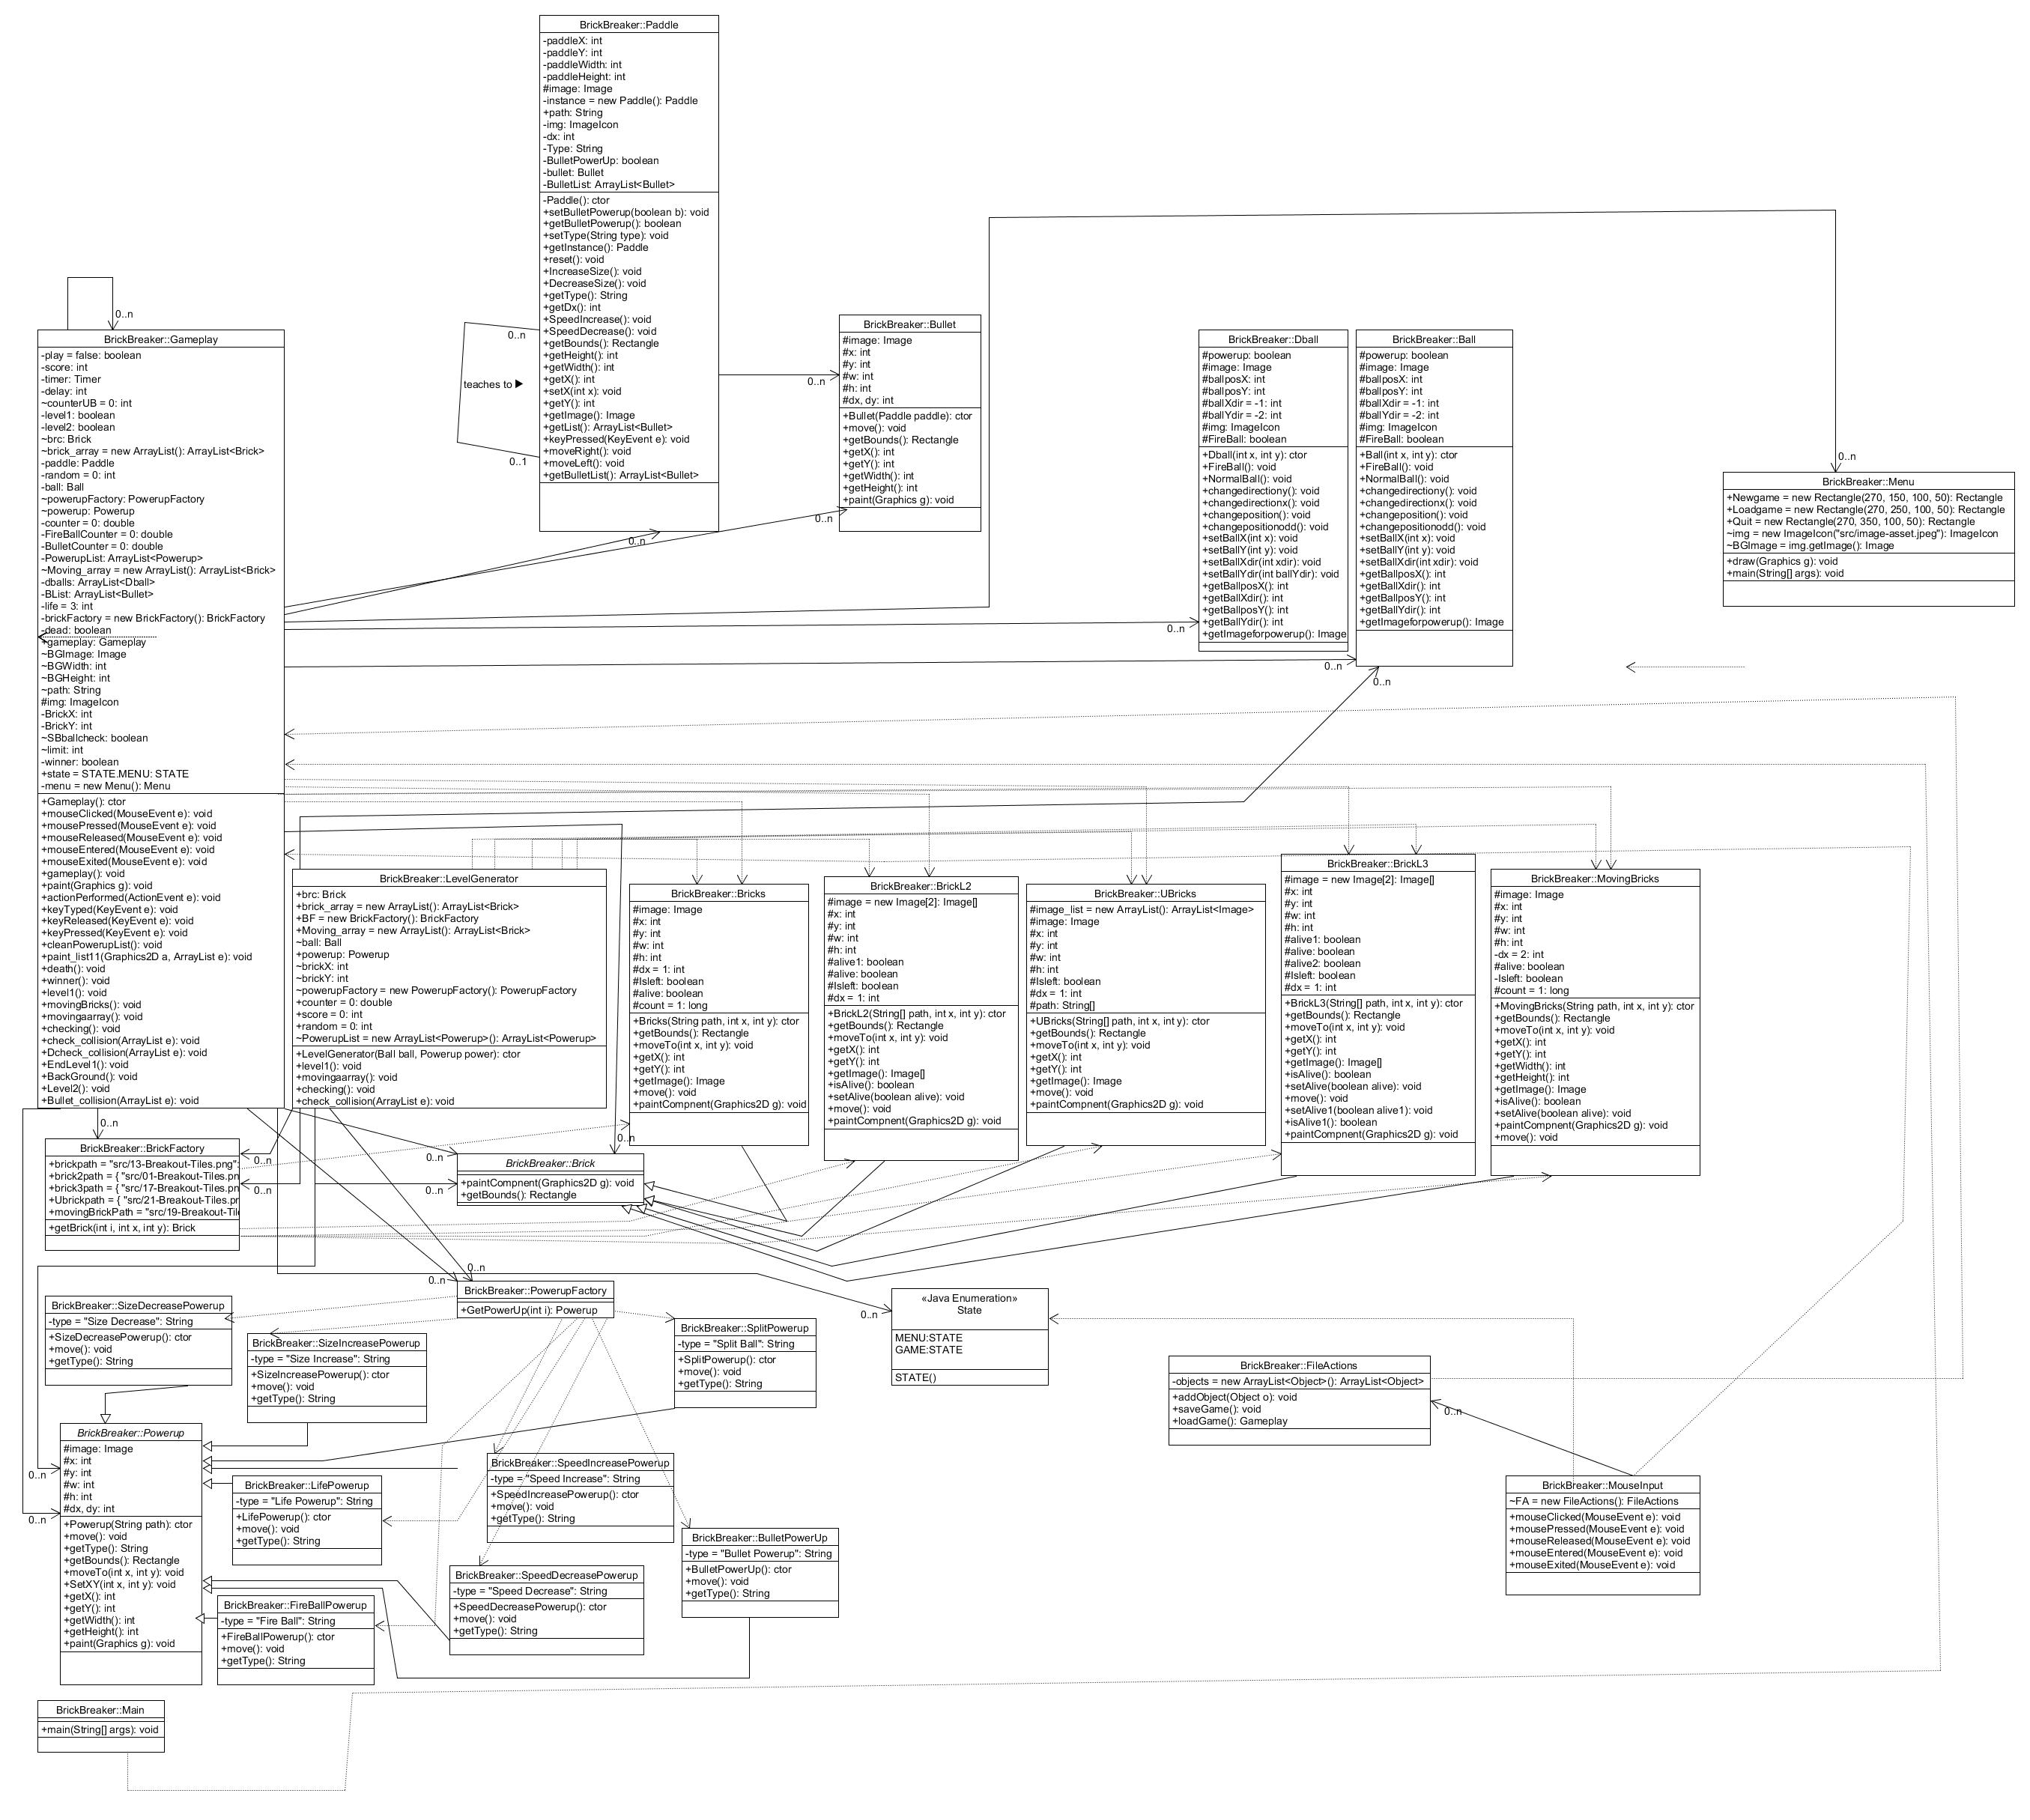 BrickBreaker::Paddle
-paddleX: int
-paddleY: int
-paddleWidth: int
-paddleHeight: int
#image: Image
-instance = new Paddle(): Paddle
+path: String
-img: ImageIcon
-dx: int
-Type: String
-BulletPowerUp: boolean
-bullet: Bullet
-BulletList: ArrayList<Bullet>
-Paddle(): ctor
+setBulletPowerup(boolean b): void
+getBulletPowerup(): boolean
+setType(String type): void
+getInstance(): Paddle
+reset(): void
+IncreaseSize(): void
+DecreaseSize(): void
+getType(): String
+getDx(): int
+SpeedIncrease(): void
+SpeedDecrease(): void
+getBounds(): Rectangle
+getHeight(): int
+getWidth(): int
+getX(): int
+setX(int x): void
+getY(): int
+getImage(): Image
+getList(): ArrayList<Bullet>
+keyPressed(KeyEvent e): void
+moveRight(): void
+moveLeft(): void
+getBulletList(): ArrayList<Bullet>
0..n
teaches to ▶
0..1
0..n
BrickBreaker::Bullet
#image: Image
#x: int
#y: int
#w: int
#h: int
#dx, dy: int
+Bullet(Paddle paddle): ctor
+move(): void
+getBounds(): Rectangle
+getX(): int
+getY(): int
+getWidth(): int
+getHeight(): int
+paint(Graphics g): void
0..n
0..n
0..n
BrickBreaker::Dball
#powerup: boolean
#image: Image
#ballposX: int
#ballposY: int
#ballXdir = -1: int
#ballYdir = -2: int
#img: ImageIcon
#FireBall: boolean
+Dball(int x, int y): ctor
+FireBall(): void
+NormalBall(): void
+changedirectiony(): void
+changedirectionx(): void
+changeposition(): void
+changepositionodd(): void
+setBallX(int x): void
+setBallY(int y): void
+setBallXdir(int xdir): void
+setBallYdir(int ballYdir): void
+getBallposX(): int
+getBallXdir(): int
+getBallposY(): int
+getBallYdir(): int
+getImageforpowerup(): Image
0..n
BrickBreaker::Ball
#powerup: boolean
#image: Image
#ballposX: int
#ballposY: int
#ballXdir = -1: int
#ballYdir = -2: int
#img: ImageIcon
#FireBall: boolean
+Ball(int x, int y): ctor
+FireBall(): void
+NormalBall(): void
+changedirectiony(): void
+changedirectionx(): void
+changeposition(): void
+changepositionodd(): void
+setBallX(int x): void
+setBallY(int y): void
+setBallXdir(int xdir): void
+getBallposX(): int
+getBallXdir(): int
+getBallposY(): int
+getBallYdir(): int
+getImageforpowerup(): Image
0..n
0..n
0..n
BrickBreaker::Menu
+Newgame = new Rectangle(270, 150, 100, 50): Rectangle
+Loadgame = new Rectangle(270, 250, 100, 50): Rectangle
+Quit = new Rectangle(270, 350, 100, 50): Rectangle
~img = new ImageIcon("src/image-asset.jpeg"): ImageIcon
~BGImage = img.getImage(): Image
+draw(Graphics g): void
+main(String[] args): void
0..n
BrickBreaker::Gameplay
-play = false: boolean
-score: int
-timer: Timer
-delay: int
~counterUB = 0: int
-level1: boolean
-level2: boolean
~brc: Brick
~brick_array = new ArrayList(): ArrayList<Brick>
-paddle: Paddle
-random = 0: int
-ball: Ball
~powerupFactory: PowerupFactory
~powerup: Powerup
-counter = 0: double
-FireBallCounter = 0: double
-BulletCounter = 0: double
-PowerupList: ArrayList<Powerup>
~Moving_array = new ArrayList(): ArrayList<Brick>
-dballs: ArrayList<Dball>
-BList: ArrayList<Bullet>
-life = 3: int
-brickFactory = new BrickFactory(): BrickFactory
-dead: boolean
+gameplay: Gameplay
~BGImage: Image
~BGWidth: int
~BGHeight: int
~path: String
#img: ImageIcon
-BrickX: int
-BrickY: int
~SBballcheck: boolean
~limit: int
-winner: boolean
+state = STATE.MENU: STATE
-menu = new Menu(): Menu
+Gameplay(): ctor
+mouseClicked(MouseEvent e): void
+mousePressed(MouseEvent e): void
+mouseReleased(MouseEvent e): void
+mouseEntered(MouseEvent e): void
+mouseExited(MouseEvent e): void
+gameplay(): void
+paint(Graphics g): void
+actionPerformed(ActionEvent e): void
+keyTyped(KeyEvent e): void
+keyReleased(KeyEvent e): void
+keyPressed(KeyEvent e): void
+cleanPowerupList(): void
+paint_list11(Graphics2D a, ArrayList e): void
+death(): void
+winner(): void
+level1(): void
+movingBricks(): void
+movingaarray(): void
+checking(): void
+check_collision(ArrayList e): void
+Dcheck_collision(ArrayList e): void
+EndLevel1(): void
+BackGround(): void
+Level2(): void
+Bullet_collision(ArrayList e): void
BrickBreaker::LevelGenerator
+brc: Brick
+brick_array = new ArrayList(): ArrayList<Brick>
+BF = new BrickFactory(): BrickFactory
+Moving_array = new ArrayList(): ArrayList<Brick>
~ball: Ball
+powerup: Powerup
~brickX: int
~brickY: int
~powerupFactory = new PowerupFactory(): PowerupFactory
+counter = 0: double
+score = 0: int
+random = 0: int
~PowerupList = new ArrayList<Powerup>(): ArrayList<Powerup>
+LevelGenerator(Ball ball, Powerup power): ctor
+level1(): void
+movingaarray(): void
+checking(): void
+check_collision(ArrayList e): void
BrickBreaker::Bricks
#image: Image
#x: int
#y: int
#w: int
#h: int
#dx = 1: int
#Isleft: boolean
#alive: boolean
#count = 1: long
+Bricks(String path, int x, int y): ctor
+getBounds(): Rectangle
+moveTo(int x, int y): void
+getX(): int
+getY(): int
+getImage(): Image
+move(): void
+paintCompnent(Graphics2D g): void
BrickBreaker::BrickL2
#image = new Image[2]: Image[]
#x: int
#y: int
#w: int
#h: int
#alive1: boolean
#alive: boolean
#Isleft: boolean
#dx = 1: int
+BrickL2(String[] path, int x, int y): ctor
+getBounds(): Rectangle
+moveTo(int x, int y): void
+getX(): int
+getY(): int
+getImage(): Image[]
+isAlive(): boolean
+setAlive(boolean alive): void
+move(): void
+paintCompnent(Graphics2D g): void
BrickBreaker::UBricks
#image_list = new ArrayList(): ArrayList<Image>
#image: Image
#x: int
#y: int
#w: int
#h: int
#Isleft: boolean
#dx = 1: int
#path: String[]
+UBricks(String[] path, int x, int y): ctor
+getBounds(): Rectangle
+moveTo(int x, int y): void
+getX(): int
+getY(): int
+getImage(): Image
+move(): void
+paintCompnent(Graphics2D g): void
BrickBreaker::BrickL3
#image = new Image[2]: Image[]
#x: int
#y: int
#w: int
#h: int
#alive1: boolean
#alive: boolean
#alive2: boolean
#Isleft: boolean
#dx = 1: int
+BrickL3(String[] path, int x, int y): ctor
+getBounds(): Rectangle
+moveTo(int x, int y): void
+getX(): int
+getY(): int
+getImage(): Image[]
+isAlive(): boolean
+setAlive(boolean alive): void
+move(): void
+setAlive1(boolean alive1): void
+isAlive1(): boolean
+paintCompnent(Graphics2D g): void
BrickBreaker::MovingBricks
#image: Image
#x: int
#y: int
#w: int
#h: int
-dx = 2: int
#alive: boolean
-Isleft: boolean
#count = 1: long
+MovingBricks(String path, int x, int y): ctor
+getBounds(): Rectangle
+moveTo(int x, int y): void
+getX(): int
+getY(): int
+getWidth(): int
+getHeight(): int
+getImage(): Image
+isAlive(): boolean
+setAlive(boolean alive): void
+paintCompnent(Graphics2D g): void
+move(): void
0..n
BrickBreaker::BrickFactory
+brickpath = "src/13-Breakout-Tiles.png":
+brick2path = { "src/01-Breakout-Tiles.pn
+brick3path = { "src/17-Breakout-Tiles.pn
+Ubrickpath = { "src/21-Breakout-Tiles.pn
+movingBrickPath = "src/19-Breakout-Tile
+getBrick(int i, int x, int y): Brick
0..n
0..n
0..n
0..n
0..n
BrickBreaker::Brick
+paintCompnent(Graphics2D g): void
+getBounds(): Rectangle
0..n
0..n
BrickBreaker::PowerupFactory
+GetPowerUp(int i): Powerup
0..n
«Java Enumeration»
State
MENU:STATE
GAME:STATE
STATE()
BrickBreaker::SizeDecreasePowerup
-type = "Size Decrease": String
+SizeDecreasePowerup(): ctor
+move(): void
+getType(): String
BrickBreaker::SizeIncreasePowerup
-type = "Size Increase": String
+SizeIncreasePowerup(): ctor
+move(): void
+getType(): String
BrickBreaker::SplitPowerup
-type = "Split Ball": String
+SplitPowerup(): ctor
+move(): void
+getType(): String
BrickBreaker::FileActions
-objects = new ArrayList<Object>(): ArrayList<Object>
+addObject(Object o): void
+saveGame(): void
+loadGame(): Gameplay
0..n
BrickBreaker::Powerup
#image: Image
#x: int
#y: int
#w: int
#h: int
#dx, dy: int
+Powerup(String path): ctor
+move(): void
+getType(): String
+getBounds(): Rectangle
+moveTo(int x, int y): void
+SetXY(int x, int y): void
+getX(): int
+getY(): int
+getWidth(): int
+getHeight(): int
+paint(Graphics g): void
0..n
0..n
BrickBreaker::LifePowerup
-type = "Life Powerup": String
+LifePowerup(): ctor
+move(): void
+getType(): String
BrickBreaker::SpeedIncreasePowerup
-type = "Speed Increase": String
+SpeedIncreasePowerup(): ctor
+move(): void
+getType(): String
BrickBreaker::MouseInput
~FA = new FileActions(): FileActions
+mouseClicked(MouseEvent e): void
+mousePressed(MouseEvent e): void
+mouseReleased(MouseEvent e): void
+mouseEntered(MouseEvent e): void
+mouseExited(MouseEvent e): void
BrickBreaker::BulletPowerUp
-type = "Bullet Powerup": String
+BulletPowerUp(): ctor
+move(): void
+getType(): String
BrickBreaker::SpeedDecreasePowerup
-type = "Speed Decrease": String
+SpeedDecreasePowerup(): ctor
+move(): void
+getType(): String
BrickBreaker::FireBallPowerup
-type = "Fire Ball": String
+FireBallPowerup(): ctor
+move(): void
+getType(): String
BrickBreaker::Main
+main(String[] args): void